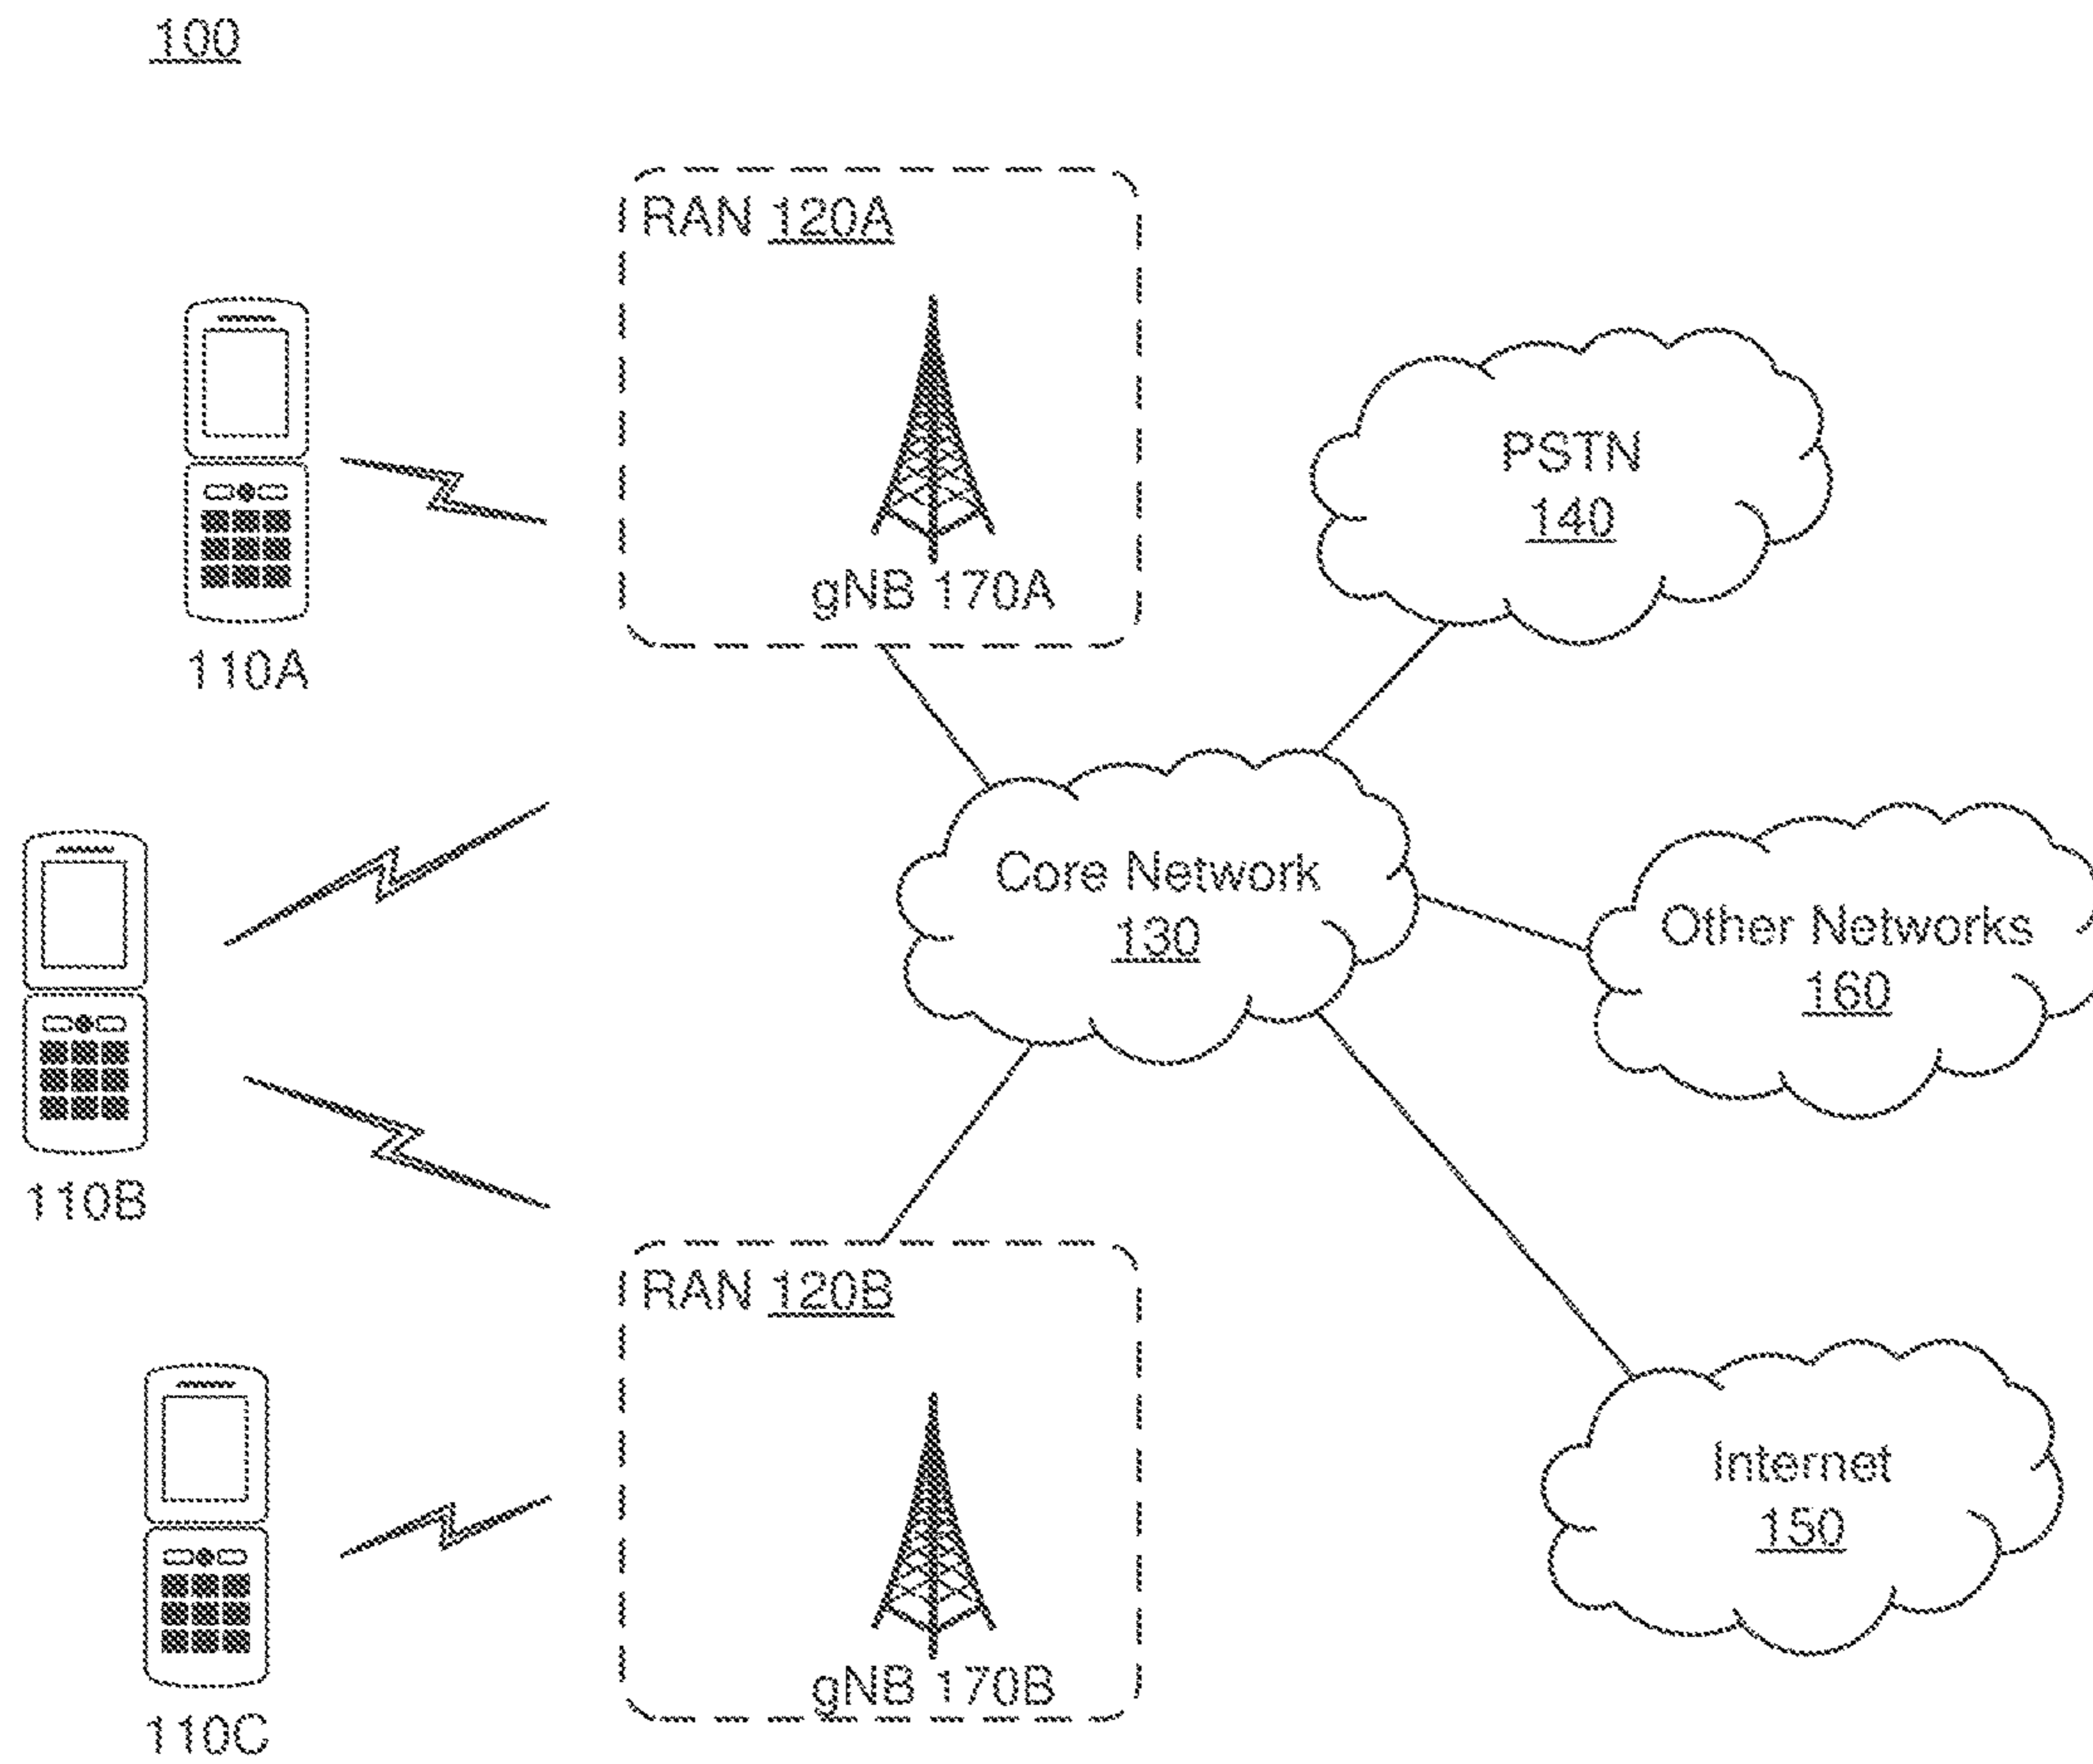 100
RAN 120A
gNB 170A
110A
PSTN
140
Core Network
130
Other Networks
160
110B
RAN 120B
gNB 170B
Internet
150
110C